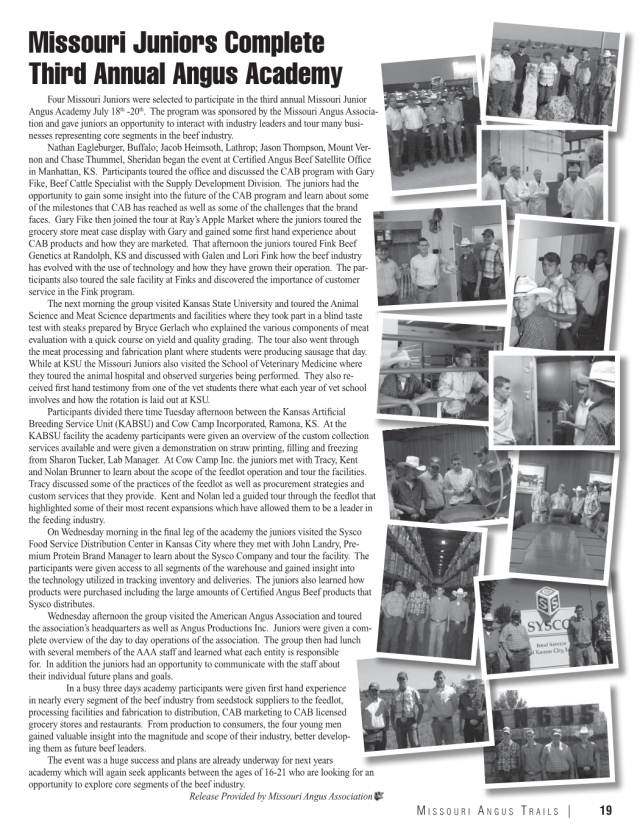 Missouri Juniors Complete
Third Annual Angus Academy
Four Missouri Juniors were selected to participate in the third annual Missouri Junior
Angus Academy July 18th -20th. The program was sponsored by the Missouri Angus Associa-
tion and gave juniors an opportunity to interact with industry leaders and tour many busi-
nesses representing core segments in the beef industry.
Nathan Eagleburger, Buffalo; Jacob Heimsoth, Lathrop; Jason Thompson, Mount Ver-
non and Chase Thummel, Sheridan began the event at Certified Angus Beef Satellite Office
in Manhattan, KS. Participants toured the office and discussed the CAB program with Gary
Fike, Beef Cattle Specialist with the Supply Development Division. The juniors had the
opportunity to gain some insight into the future of the CAB program and learn about some
of the milestones that CAB has reached as well as some of the challenges that the brand
faces. Gary Fike then joined the tour at Ray's Apple Market where the juniors toured the
grocery store meat case display with Gary and gained some first hand experience about
CAB products and how they are marketed. That afternoon the juniors toured Fink Beef
Genetics at Randolph, KS and discussed with Galen and Lori Fink how the beef industry
has evolved with the use of technology and how they have grown their operation. The par-
ticipants also toured the sale facility at Finks and discovered the importance of customer
service in the Fink program.
The next morning the group visited Kansas State University and toured the Animal
Science and Meat Science departments and facilities where they took part in a blind taste
test with steaks prepared by Bryce Gerlach who explained the various components of meat
evaluation with a quick course on yield and quality grading. The tour also went through
the meat processing and fabrication plant where students were producing sausage that day.
While at KSU the Missouri Juniors also visited the School of Veterinary Medicine where
they toured the animal hospital and observed surgeries being performed. They also re-
ceived first hand testimony from one of the vet students there what each year of vet school
involves and how the rotation is laid out at KSU.
Participants divided there time Tuesday afternoon between the Kansas Artificial
Breeding Service Unit (KABSU) and Cow Camp Incorporated, Ramona, KS. At the
KABSU facility the academy participants were given an overview of the custom collection
services available and were given a demonstration on straw printing, filling and freezing
from Sharon Tucker, Lab Manager. At Cow Camp Inc. the juniors met with Tracy, Kent
and Nolan Brunner to learn about the scope of the feedlot operation and tour the facilities.
Tracy discussed some of the practices of the feedlot as well as procurement strategies and
custom services that they provide. Kent and Nolan led a guided tour through the feedlot that
highlighted some of their most recent expansions which have allowed them to be a leader in
the feeding industry.
On Wednesday morning in the final leg of the academy the juniors visited the Sysco
Food Service Distribution Center in Kansas City where they met with John Landry, Pre-
mium Protein Brand Manager to learn about the Sysco Company and tour the facility. The
participants were given access to all segments of the warehouse and gained insight into
the technology utilized in tracking inventory and deliveries. The juniors also learned how
products were purchased including the large amounts of Certified Angus Beef products that
Sysco distributes.
Wednesday afternoon the group visited the American Angus Association and toured
the association's headquarters as well as Angus Productions Inc. Juniors were given a com-
plete overview of the day to day operations of the association. The group then had lunch
with several members of the AAA staff and learned what each entity is responsible
for. In addition the juniors had an opportunity to communicate with the staff about
their individual future plans and goals.
In a busy three days academy participants were given first hand experience
in nearly every segment of the beef industry from seedstock suppliers to the feedlot,
processing facilities and fabrication to distribution, CAB marketing to CAB licensed
grocery stores and restaurants. From production to consumers, the four young men
gained valuable insight into the magnitude and scope of their industry, better develop-
ing them as future beef leaders.
The event was a huge success and plans are already underway for next years
academy which will again seek applicants between the ages of 16-21 who are looking for an
opportunity to explore core segments of the beef industry.
Release Provided by Missouri Angus Association
SYSCO
Food Service
Kansas City,
Missouri Angus Trails | 19